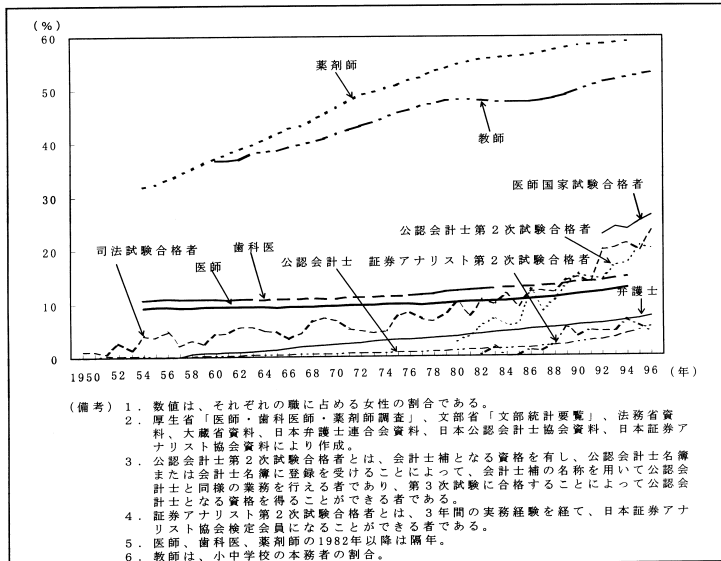 (%)
60
50
40
30
20
10
0
薬剤師
教師
医師国家試験合格者
公認会計士第2次試験合格者
司法試験合格者
歯科医
医師
公認会計士
証券アナリスト第2次試験合格者
弁護士
1950 52 54 56 58 60 62 64 66 68 70 72 74 76 78 80 82 84 86 88 90 92 94 96 (年)
(備考) 1. 数値は、それぞれの職に占める女性の割合である。
2. 厚生省「医師・歯科医師・薬剤師調査」、文部省「文部統計要覧」、法務省資
料、大蔵省資料、日本弁護士連合会資料、日本公認会計士協会資料、日本証券ア
ナリスト協会資料により作成。
3. 公認会計士第2次試験合格者とは、会計士補となる資格を有し、公認会計士名簿
または会計士名簿に登録を受けることによって、会計士補の名称を用いて公認会
計士と同様の業務を行える者であり、第3次試験に合格することによって公認会
計士となる資格を得ることができる者である。
4. 証券アナリスト第2次試験合格者とは、3年間の実務経験を経て、日本証券アナ
リスト協会検定会員になることができる者である。
5. 医師、歯科医、薬剤師の1982年以降は隔年。
6. 教師は、小中学校の本務者の割合。